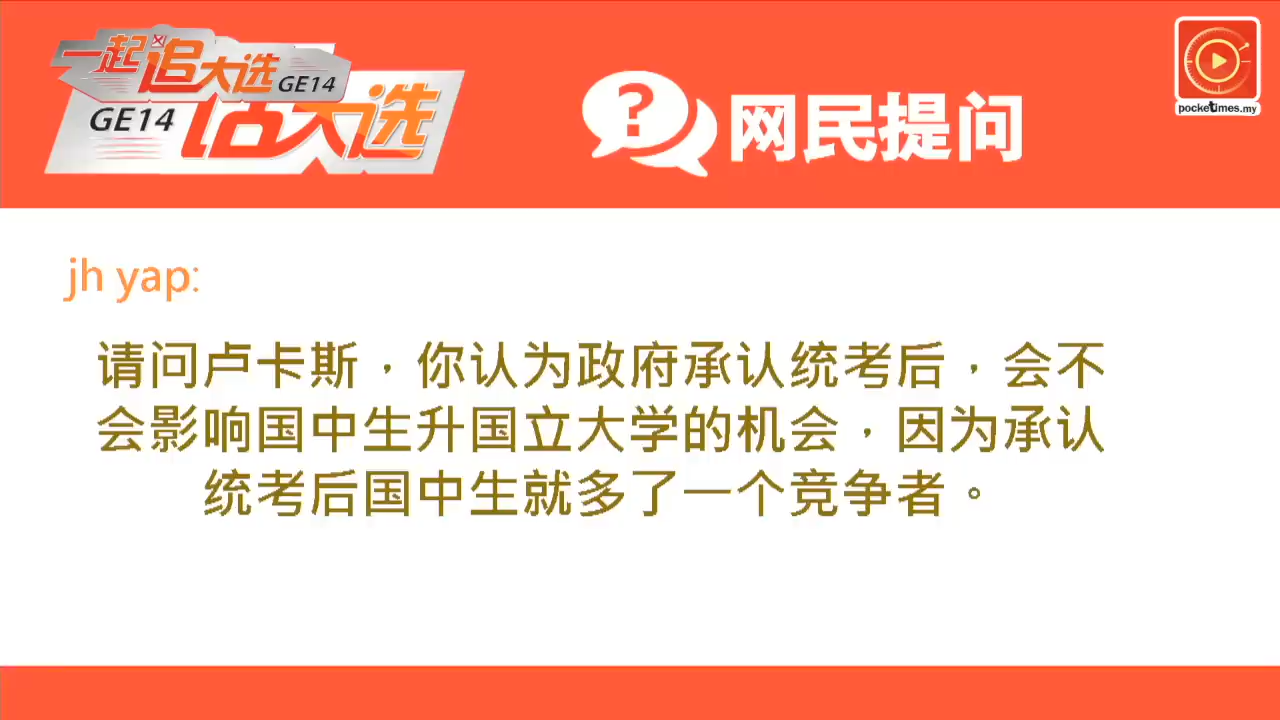 一起追大选 GE14
GE14 大选
网民提问
pocketimes.my
jh yap:
请问卢卡斯，你认为政府承认统考后，会不
会影响国中生升国立大学的机会，因为承认
统考后国中生就多了一个竞争者。